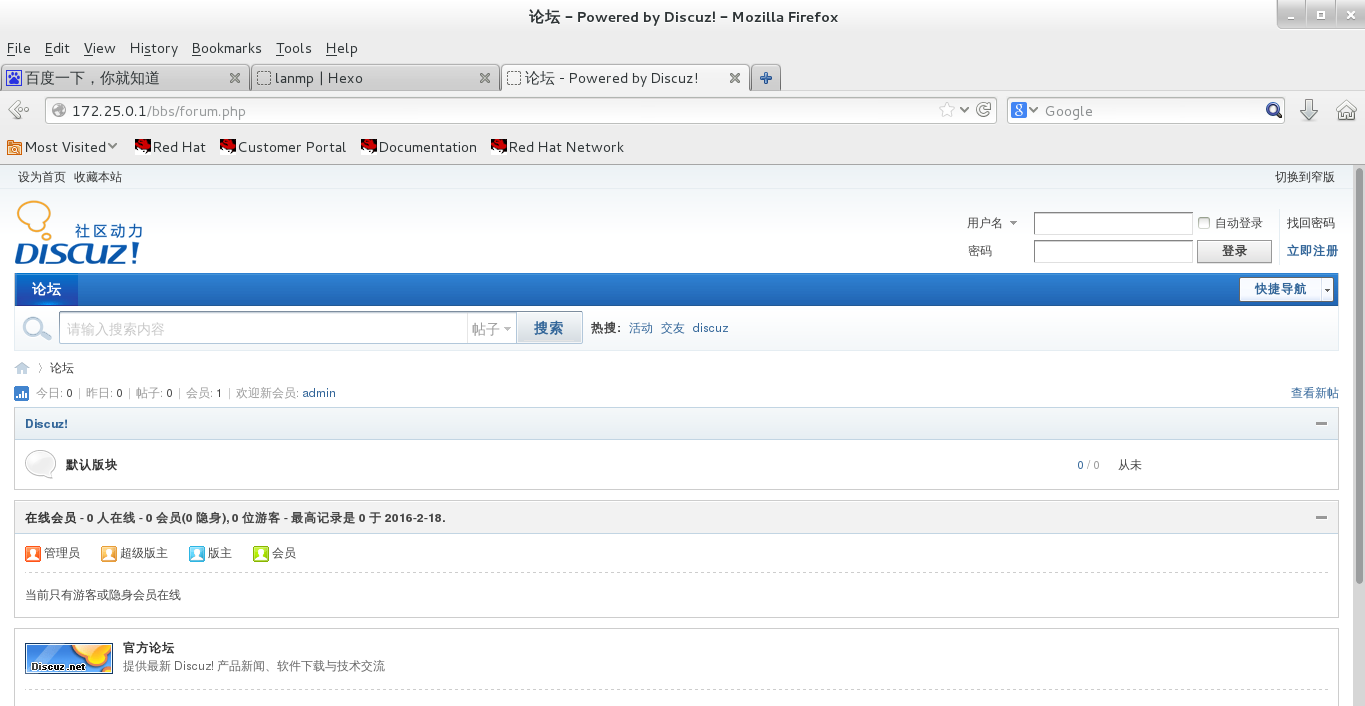 论坛 - Powered by Discuz! - Mozilla Firefox
File Edit View History Bookmarks Tools Help
百度一下，你就知道 lanmp | Hexo 论坛 - Powered by Discuz!
172.25.0.1/bbs/forum.php Google
Most Visited Red Hat Customer Portal Documentation Red Hat Network
设为首页 收藏本站 切换到窄版
社区动力
DISCUZ!
用户名 自动登录 找回密码
密码 登录 立即注册
论坛 快捷导航
请输入搜索内容 帖子 搜索 热搜: 活动 交友 discuz
论坛
今日: 0 | 昨日: 0 | 帖子: 0 | 会员: 1 | 欢迎新会员: admin 查看新帖
Discuz!
默认版块 0 / 0 从未
在线会员 - 0 人在线 - 0 会员(0 隐身), 0 位游客 - 最高记录是 0 于 2016-2-18.
管理员 超级版主 版主 会员
当前只有游客或隐身会员在线
Discuz.net 官方论坛
提供最新 Discuz! 产品新闻、软件下载与技术交流